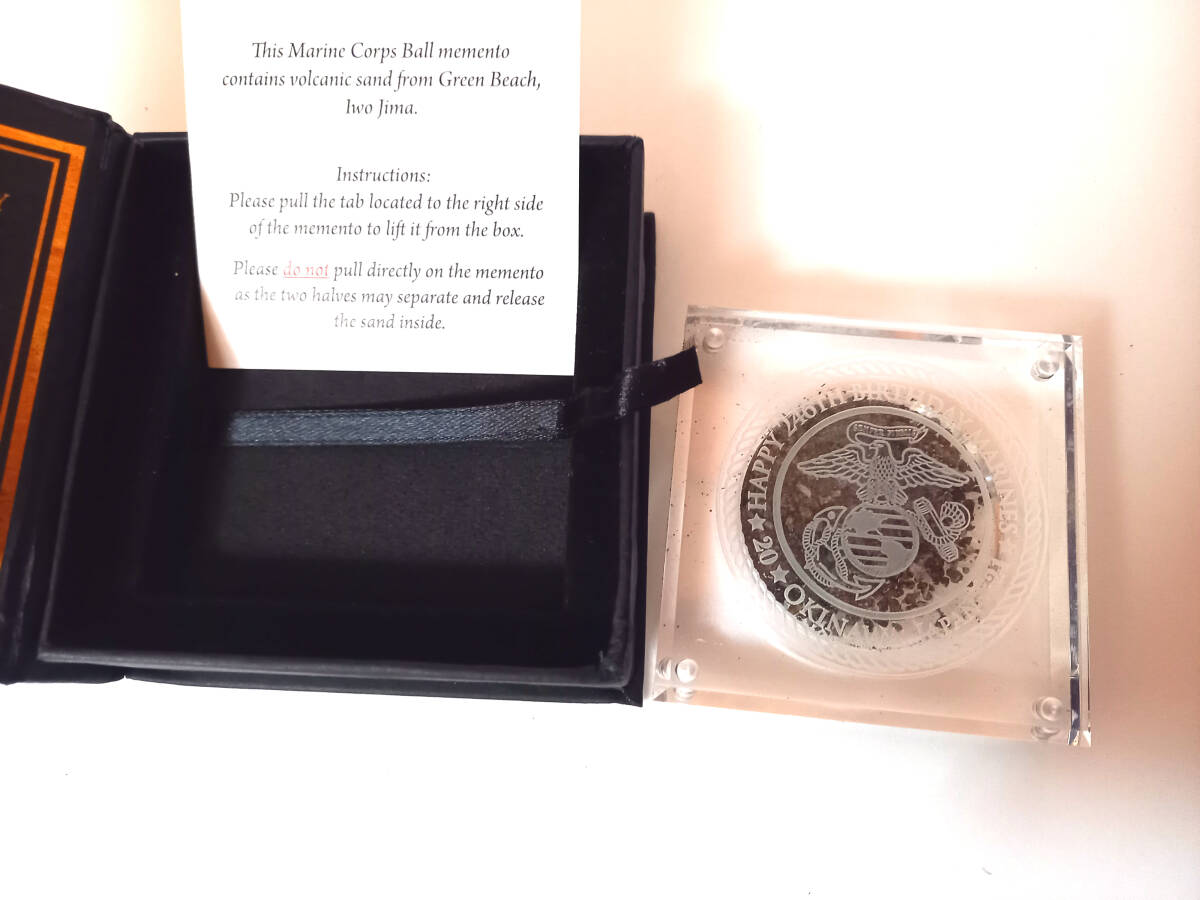 This Marine Corps Ball memento
contains volcanic sand from Green Beach,
Iwo Jima.
Instructions:
Please pull the tab located to the right side
of the memento to lift it from the box.
Please do not pull directly on the memento
as the two halves may separate and release
the sand inside.
HAPPY 246TH BIRTHDAY MARINES
20 ★ OKINAWA